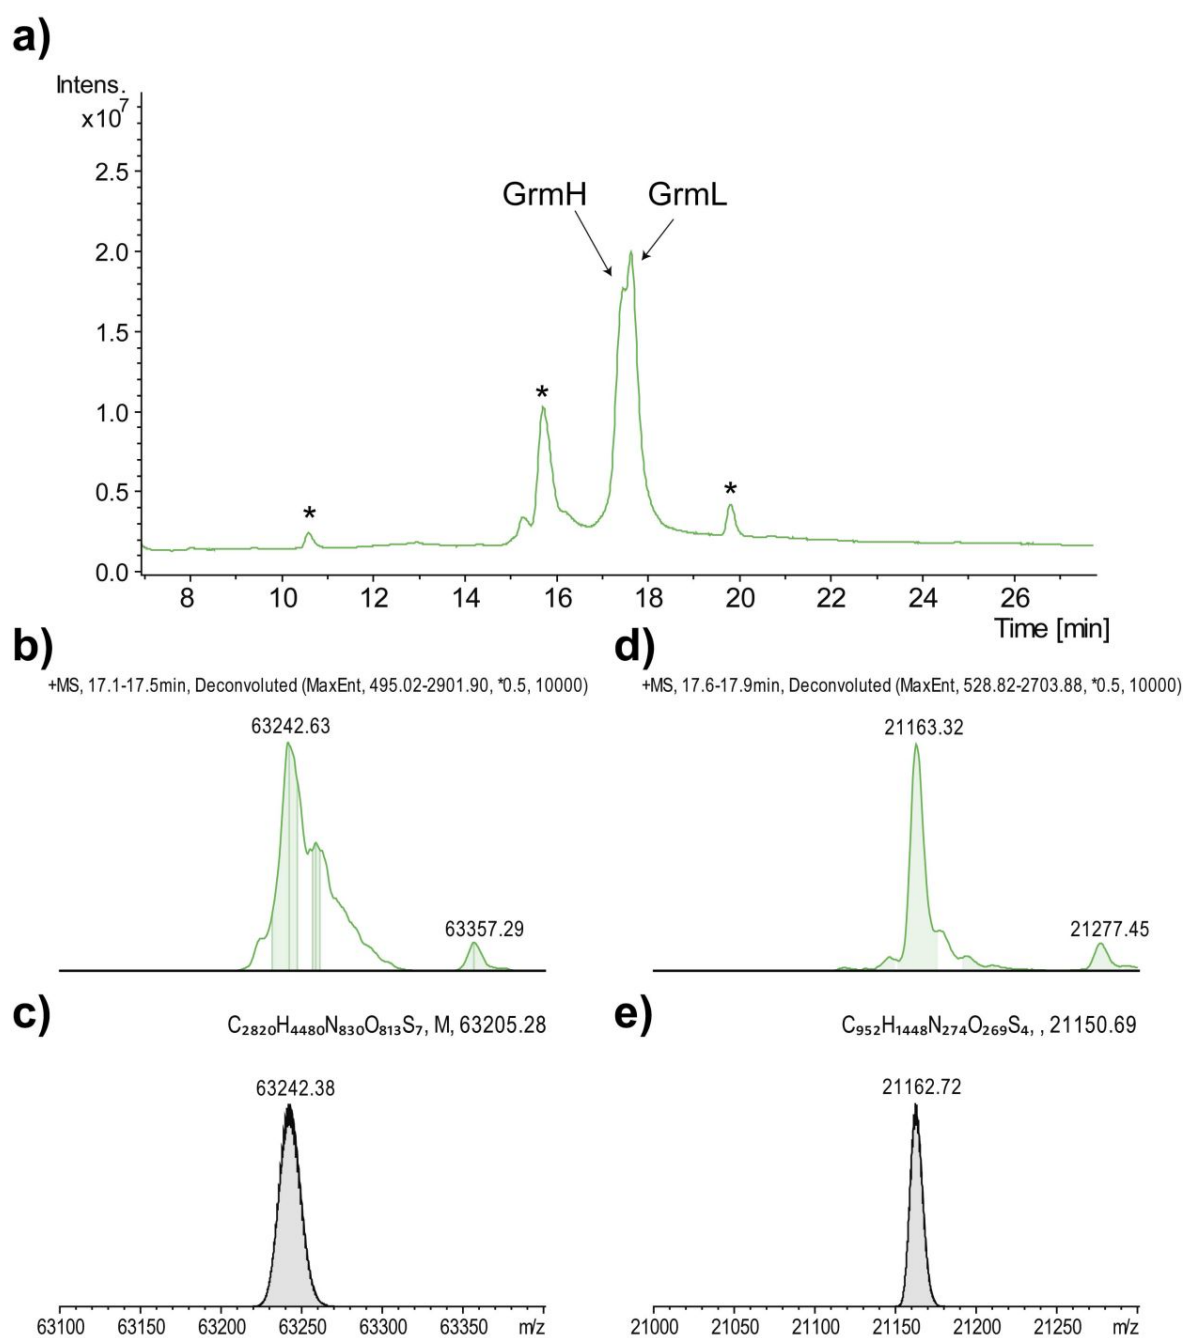 a)
Intens.
x10⁷
2.5
2.0
1.5
1.0
0.5
0.0
GrmH GrmL
*
*
*
8 10 12 14 16 18 20 22 24 26
Time [min]
b)
+MS, 17.1-17.5min, Deconvoluted (MaxEnt, 495.02-2901.90, *0.5, 10000)
63242.63
63357.29
c)
C₂₈₂₀H₄₄₈₀N₈₃₀O₈₁₃S₇, M, 63205.28
63242.38
63100 63150 63200 63250 63300 63350 m/z
d)
+MS, 17.6-17.9min, Deconvoluted (MaxEnt, 528.82-2703.88, *0.5, 10000)
21163.32
21277.45
e)
C₉₅₂H₁₄₄₈N₂₇₄O₂₆₉S₄, , 21150.69
21162.72
21000 21050 21100 21150 21200 21250 m/z